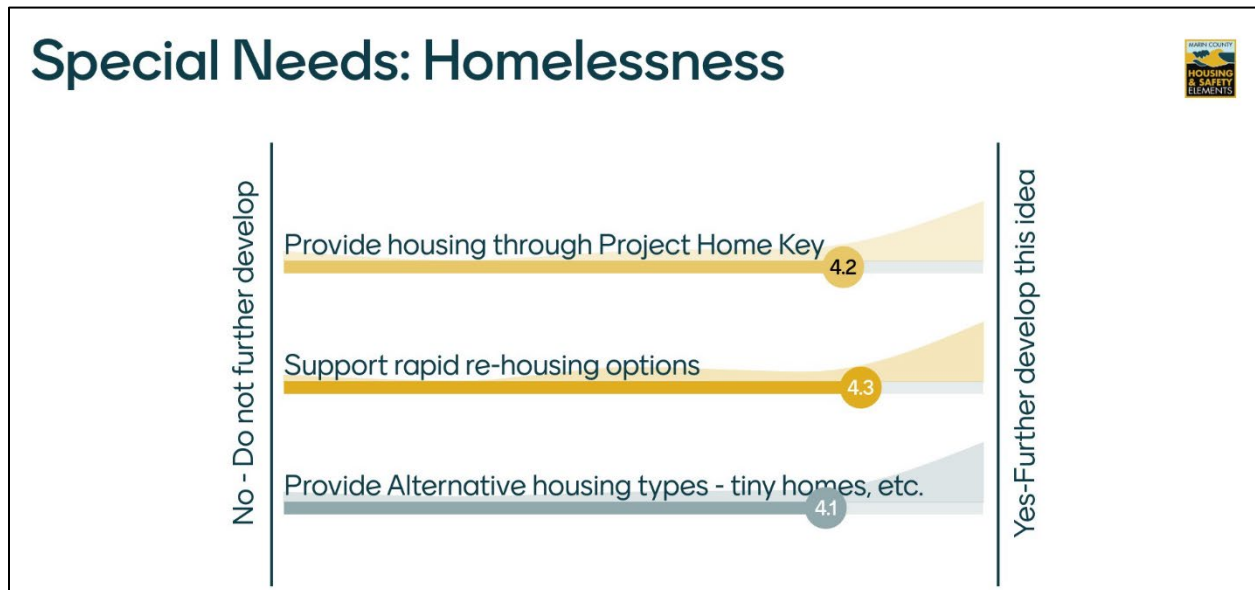 Special Needs: Homelessness
MARIN COUNTY
HOUSING
& SAFETY
ELEMENTS
No - Do not further develop
Provide housing through Project Home Key
4.2
Support rapid re-housing options
4.3
Provide Alternative housing types - tiny homes, etc.
4.1
Yes-Further develop this idea